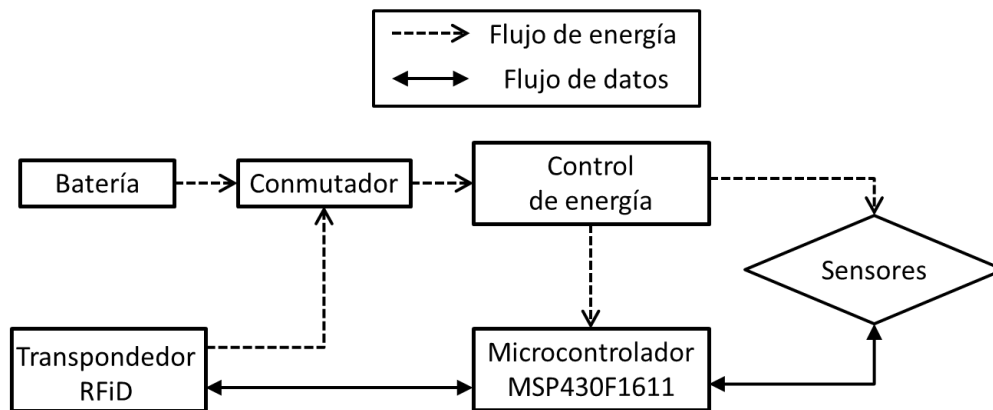 Flujo de energía
Flujo de datos
Batería
Conmutador
Control
de energía
Sensores
Transpondedor
RFiD
Microcontrolador
MSP430F1611